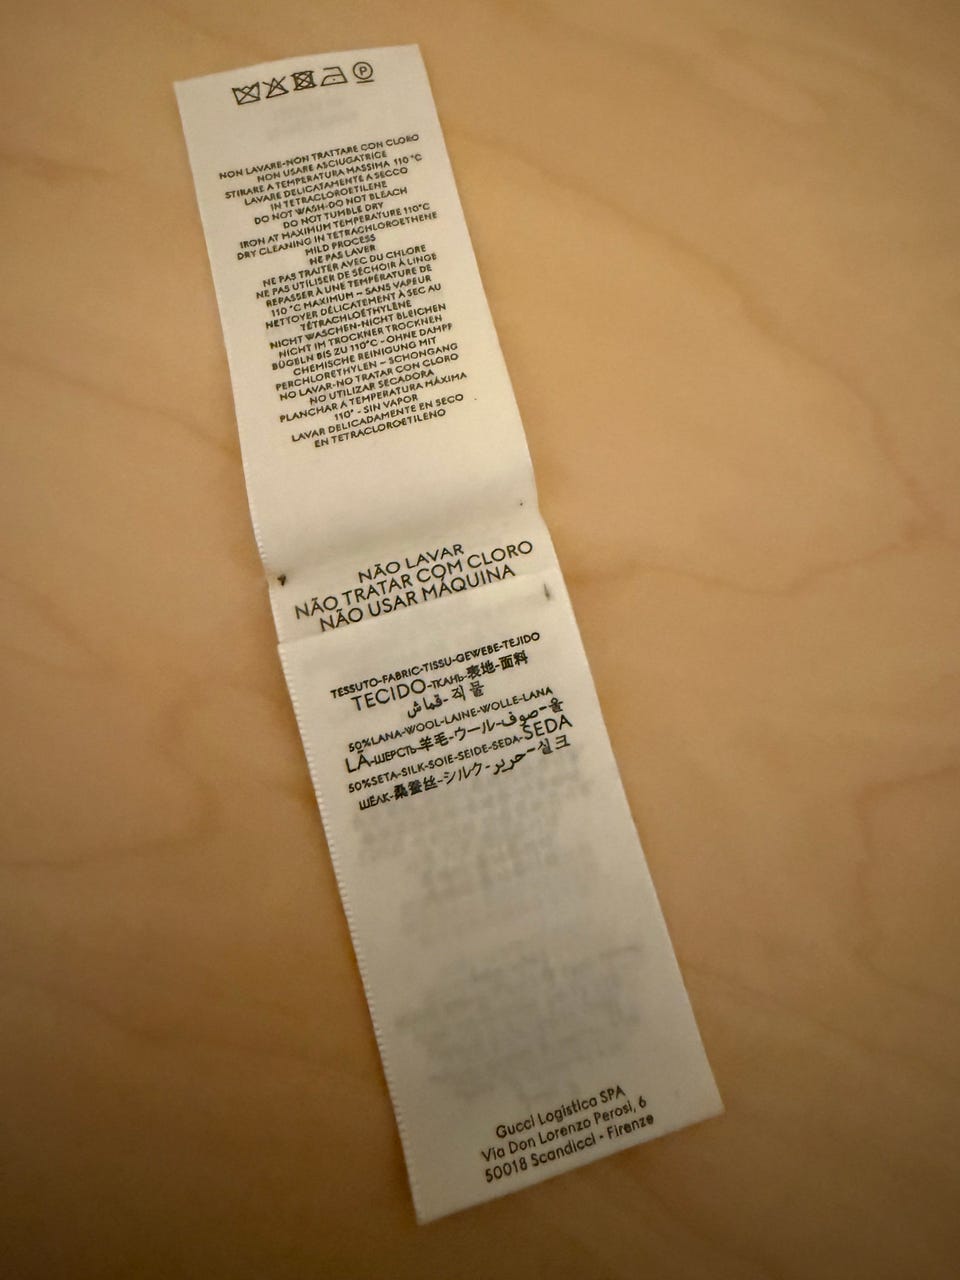 NON LAVARE-NON TRATTARE CON CLORO
NON USARE ASCIUGATRICE
STIRARE A TEMPERATURA MASSIMA 110 °C
LAVARE DELICATAMENTE A SECCO
IN TETRACLOROETILENE
DO NOT WASH-DO NOT BLEACH
DO NOT TUMBLE DRY
IRON AT MAXIMUM TEMPERATURE 110°C
DRY CLEANING IN TETRACHLOROETHENE
MILD PROCESS
NE PAS LAVER
NE PAS TRAITER AVEC DU CHLORE
NE PAS UTILISER DE SÉCHOIR À LINGE
REPASSER À UNE TEMPÉRATURE DE
110 °C MAXIMUM – SANS VAPEUR
NETTOYER DÉLICATEMENT À SEC AU
TÉTRACHLOÉTHYLÈNE
NICHT WASCHEN-NICHT BLEICHEN
NICHT IM TROCKNER TROCKNEN
BÜGELN BIS ZU 110°C - OHNE DAMPF
CHEMISCHE REINIGUNG MIT
PERCHLORETHYLEN – SCHONGANG
NO LAVAR-NO TRATAR CON CLORO
NO UTILIZAR SECADORA
PLANCHAR A TEMPERATURA MÁXIMA
110° - SIN VAPOR
LAVAR DELICADAMENTE EN SECO
EN TETRACLOROETILENO
NÃO LAVAR
NÃO TRATAR COM CLORO
NÃO USAR MÁQUINA
TESSUTO-FABRIC-TISSU-GEWEBE-TEJIDO
TECIDO-ТКАНЬ-表地-面料
قماش-직물
50%LANA-WOOL-LAINE-WOLLE-LANA
LÃ-ШЕРСТЬ-羊毛-ウール-صوف-울
50%SETA-SILK-SOIE-SEIDE-SEDA-SEDA
ШЕЛК-桑蚕丝-シルク-حرير-실크
Gucci Logistica SPA
Via Don Lorenzo Perosi, 6
50018 Scandicci - Firenze